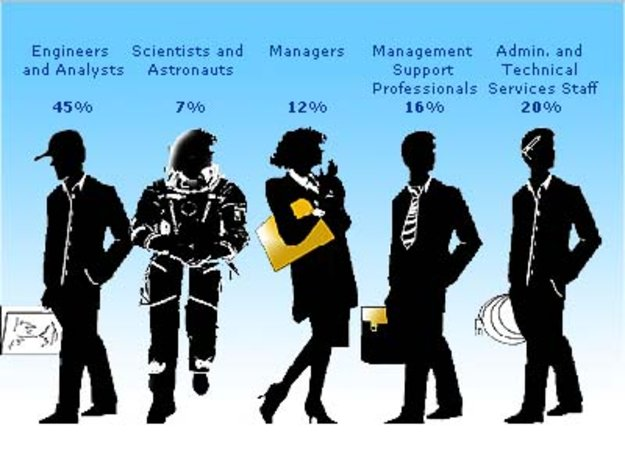 Engineers
and Analysts
45%
Scientists and
Astronauts
7%
Managers
12%
Management
Support
Professionals
16%
Admin. and
Technical
Services Staff
20%